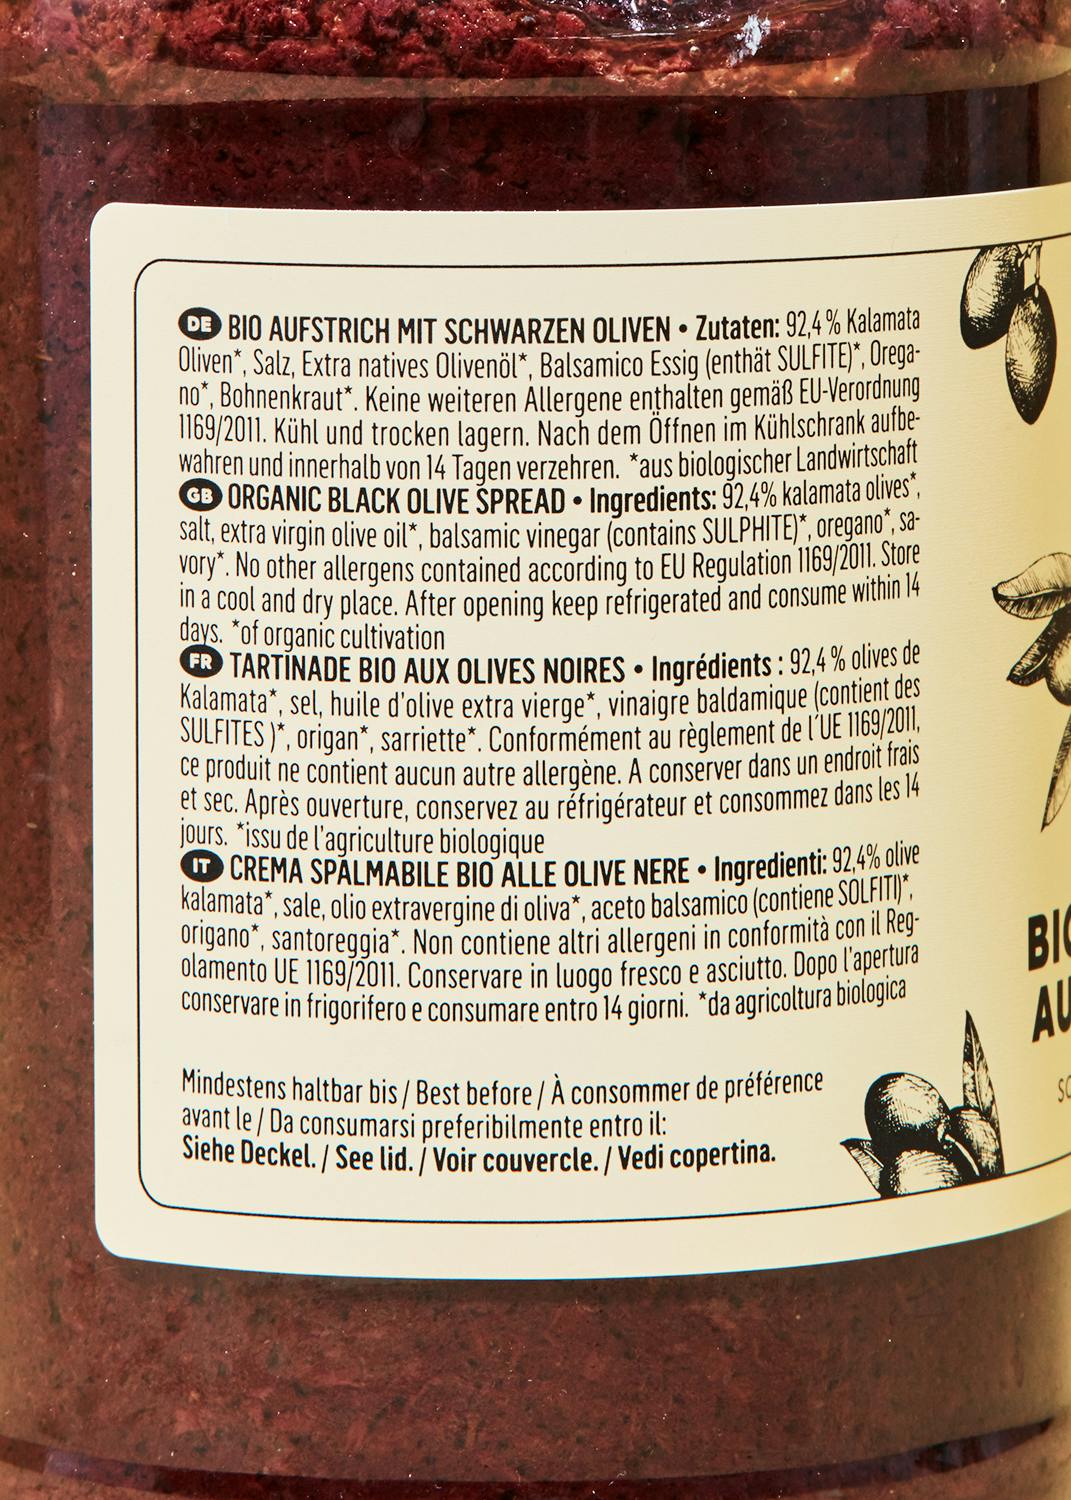 DE BIO AUFSTRICH MIT SCHWARZEN OLIVEN • Zutaten: 92,4 % Kalamata
Oliven*, Salz, Extra natives Olivenöl*, Balsamico Essig (enthät SULFITE)*, Orega-
no*, Bohnenkraut*. Keine weiteren Allergene enthalten gemäß EU-Verordnung
1169/2011. Kühl und trocken lagern. Nach dem Öffnen im Kühlschrank aufbe-
wahren und innerhalb von 14 Tagen verzehren. *aus biologischer Landwirtschaft
GB ORGANIC BLACK OLIVE SPREAD • Ingredients: 92,4% kalamata olives*,
salt, extra virgin olive oil*, balsamic vinegar (contains SULPHITE)*, oregano*, sa-
vory*. No other allergens contained according to EU Regulation 1169/2011. Store
in a cool and dry place. After opening keep refrigerated and consume within 14
days. *of organic cultivation
FR TARTINADE BIO AUX OLIVES NOIRES • Ingrédients : 92,4 % olives de
Kalamata*, sel, huile d'olive extra vierge*, vinaigre baldamique (contient des
SULFITES )*, origan*, sarriette*. Conformément au règlement de l´UE 1169/2011,
ce produit ne contient aucun autre allergène. A conserver dans un endroit frais
et sec. Après ouverture, conservez au réfrigérateur et consommez dans les 14
jours. *issu de l'agriculture biologique
IT CREMA SPALMABILE BIO ALLE OLIVE NERE • Ingredienti: 92,4% olive
kalamata*, sale, olio extravergine di oliva*, aceto balsamico (contiene SOLFITI)*,
origano*, santoreggia*. Non contiene altri allergeni in conformità con il Reg-
olamento UE 1169/2011. Conservare in luogo fresco e asciutto. Dopo l'apertura
conservare in frigorifero e consumare entro 14 giorni. *da agricoltura biologica
Mindestens haltbar bis / Best before / À consommer de préférence
avant le / Da consumarsi preferibilmente entro il:
Siehe Deckel. / See lid. / Voir couvercle. / Vedi copertina.